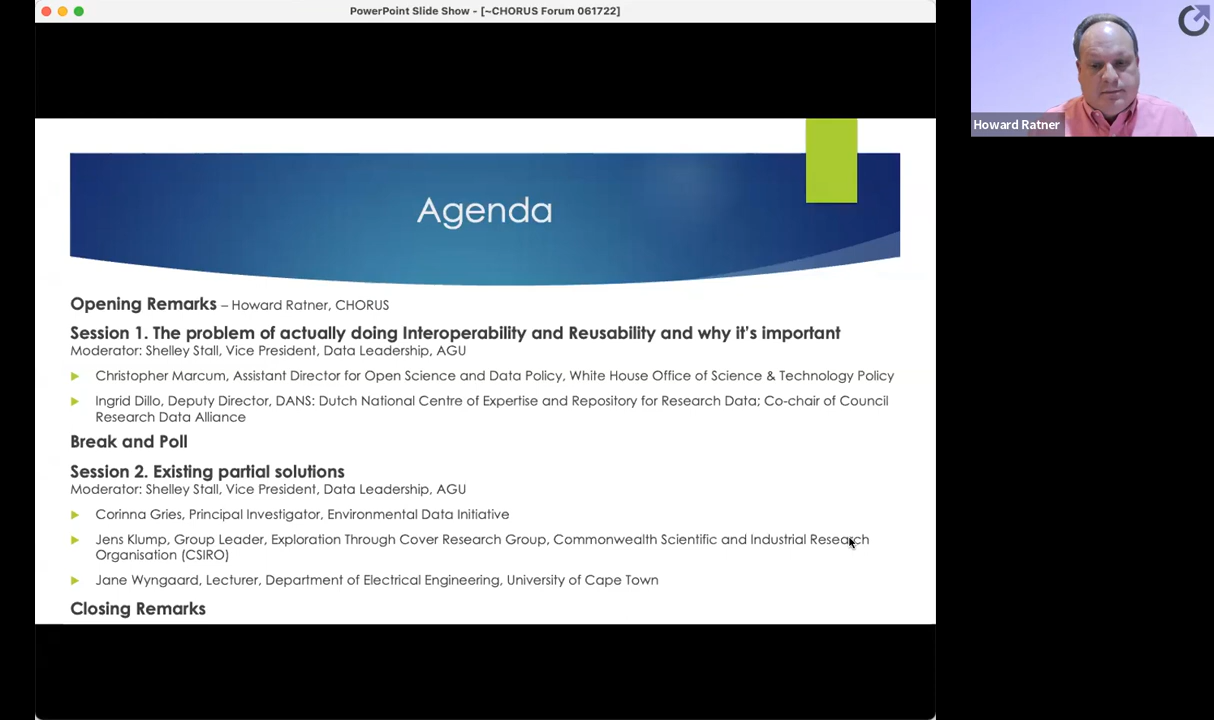 PowerPoint Slide Show - [~CHORUS Forum 061722]
Howard Ratner
Agenda
Opening Remarks – Howard Ratner, CHORUS
Session 1. The problem of actually doing Interoperability and Reusability and why it's important
Moderator: Shelley Stall, Vice President, Data Leadership, AGU
Christopher Marcum, Assistant Director for Open Science and Data Policy, White House Office of Science & Technology Policy
Ingrid Dillo, Deputy Director, DANS: Dutch National Centre of Expertise and Repository for Research Data; Co-chair of Council
Research Data Alliance
Break and Poll
Session 2. Existing partial solutions
Moderator: Shelley Stall, Vice President, Data Leadership, AGU
Corinna Gries, Principal Investigator, Environmental Data Initiative
Jens Klump, Group Leader, Exploration Through Cover Research Group, Commonwealth Scientific and Industrial Research
Organisation (CSIRO)
Jane Wyngaard, Lecturer, Department of Electrical Engineering, University of Cape Town
Closing Remarks